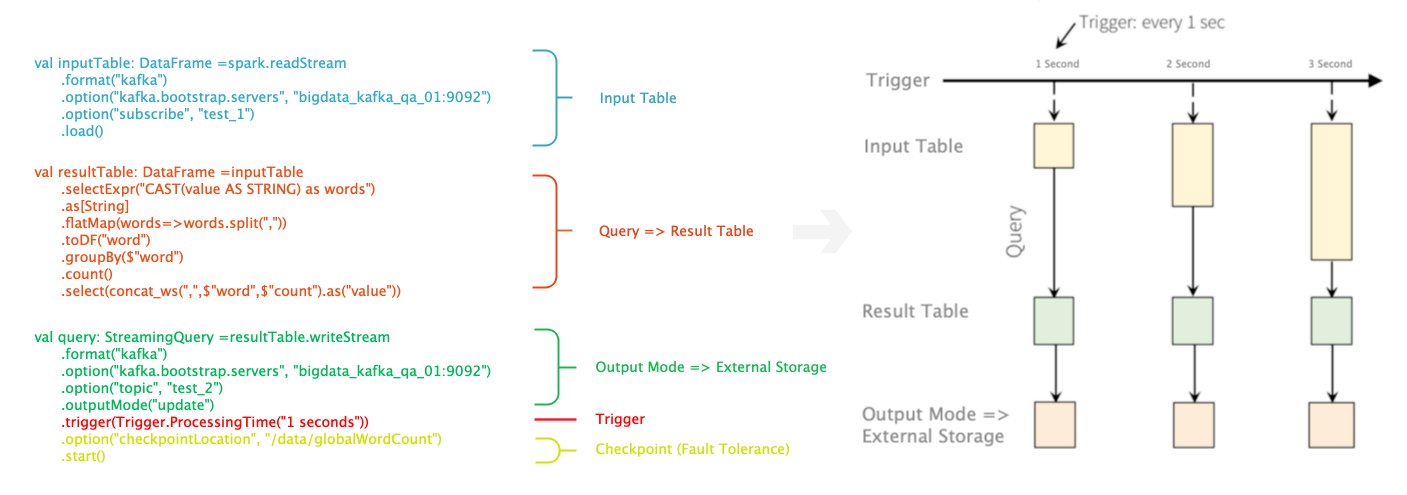 val inputTable: DataFrame =spark.readStream
.format("kafka")
.option("kafka.bootstrap.servers", "bigdata_kafka_qa_01:9092")
.option("subscribe", "test_1")
.load()
Input Table
val resultTable: DataFrame =inputTable
.selectExpr("CAST(value AS STRING) as words")
.as[String]
.flatMap(words=>words.split(","))
.toDF("word")
.groupBy($"word")
.count()
.select(concat_ws(",",$"word",$"count").as("value"))
Query => Result Table
val query: StreamingQuery =resultTable.writeStream
.format("kafka")
.option("kafka.bootstrap.servers", "bigdata_kafka_qa_01:9092")
.option("topic", "test_2")
.outputMode("update")
.trigger(Trigger.ProcessingTime("1 seconds"))
.option("checkpointLocation", "/data/globalWordCount")
.start()
Output Mode => External Storage
Trigger
Checkpoint (Fault Tolerance)
Trigger: every 1 sec
1 Second
2 Second
3 Second
Trigger
Input Table
Query
Result Table
Output Mode =>
External Storage